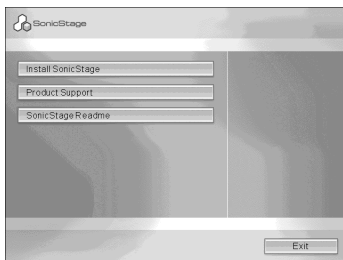 SonicStage
Install SonicStage
Product Support
SonicStage Readme
Exit